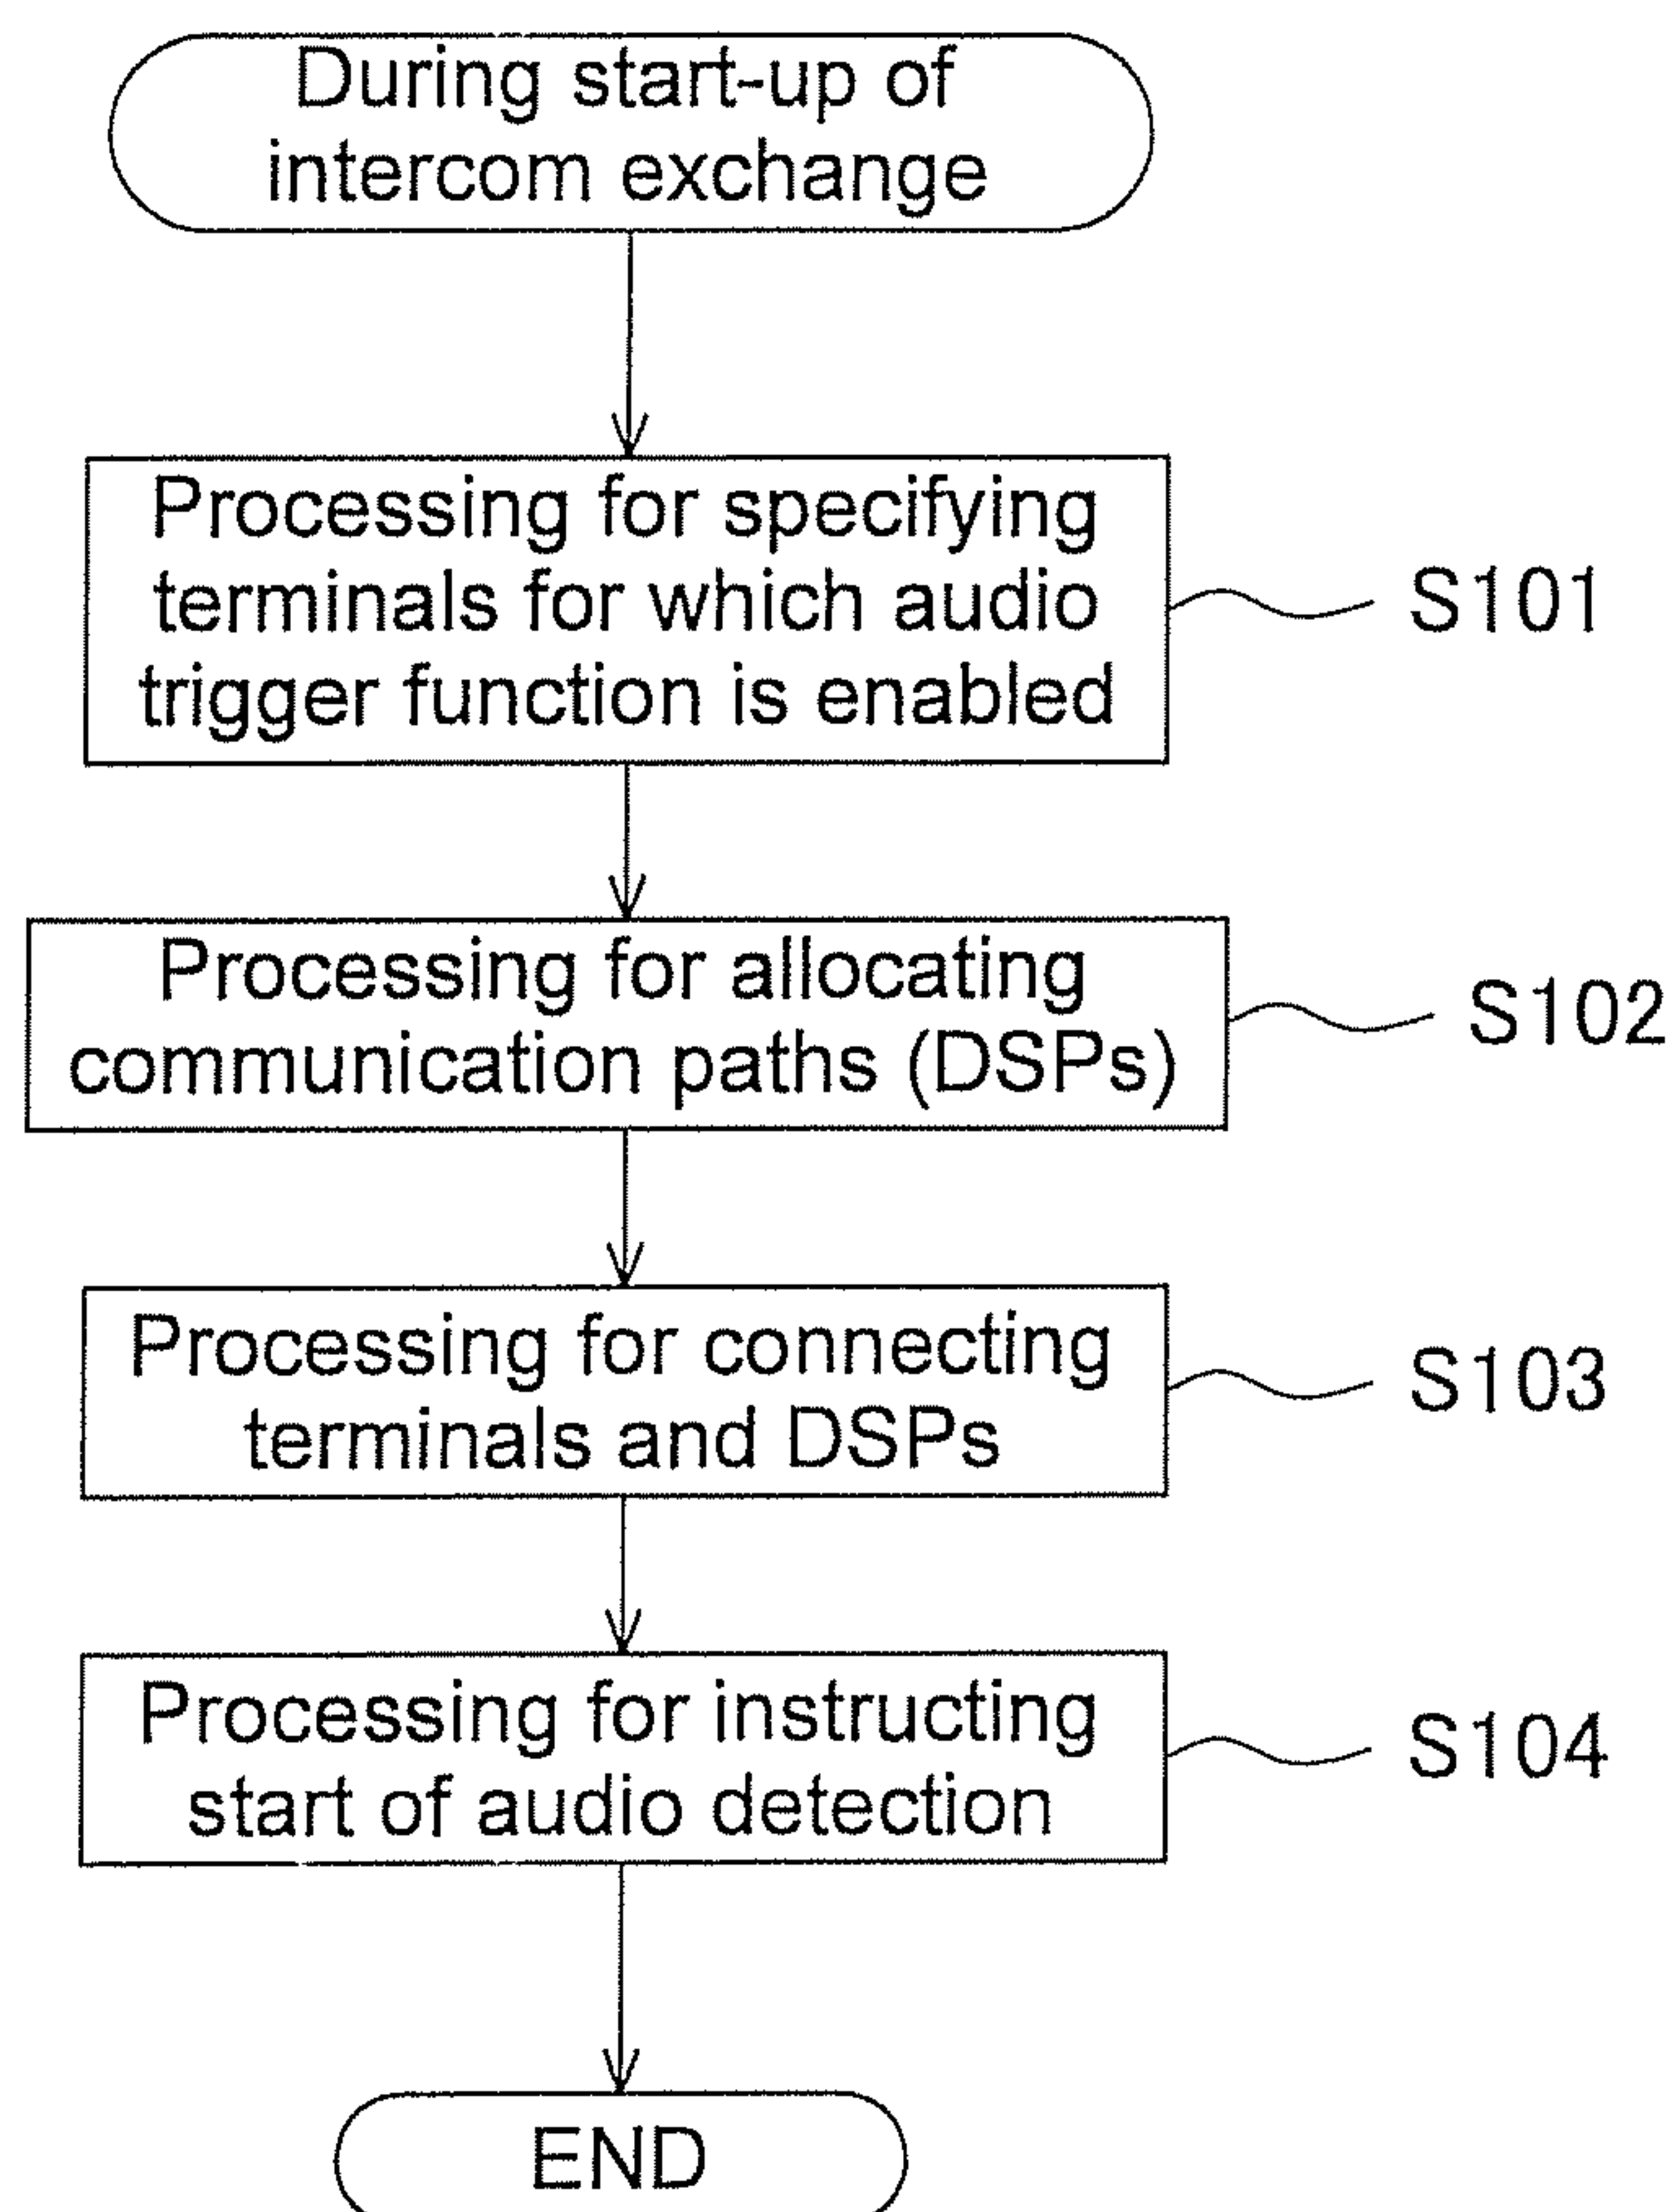 During start-up of
intercom exchange
Processing for specifying
terminals for which audio
trigger function is enabled
S101
Processing for allocating
communication paths (DSPs)
S102
Processing for connecting
terminals and DSPs
S103
Processing for instructing
start of audio detection
S104
END